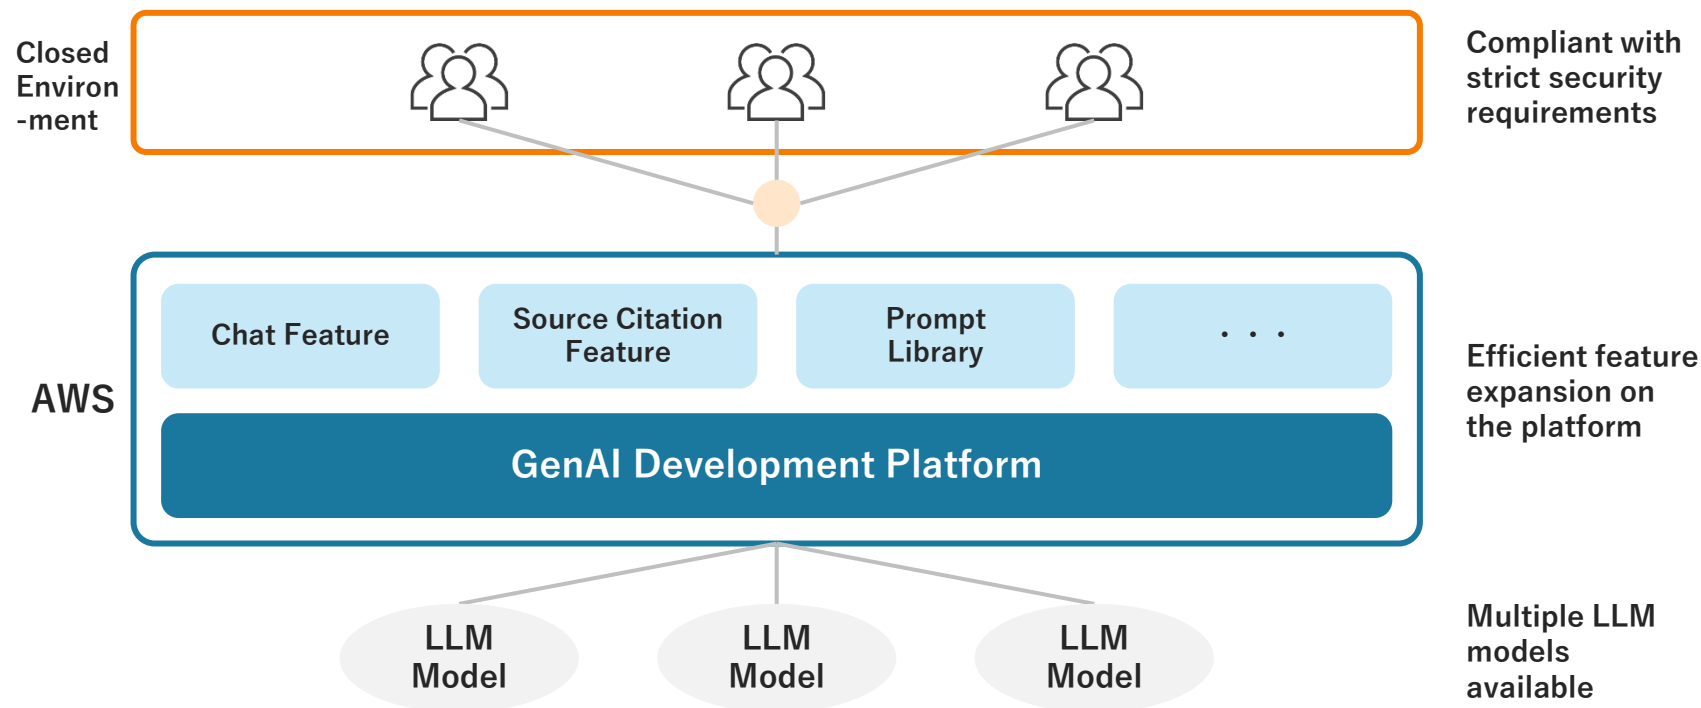 Closed
Environ
-ment
Compliant with
strict security
requirements
AWS
Chat Feature
Source Citation
Feature
Prompt
Library
・・・
GenAI Development Platform
Efficient feature
expansion on
the platform
LLM
Model
LLM
Model
LLM
Model
Multiple LLM
models
available